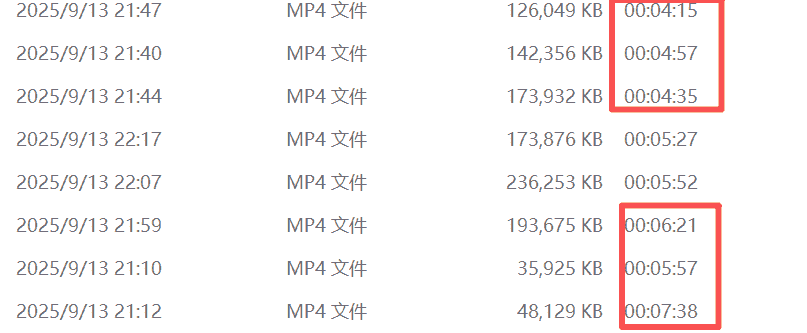 2025/9/13 21:47 MP4 文件 126,049 KB 00:04:15
2025/9/13 21:40 MP4 文件 142,356 KB 00:04:57
2025/9/13 21:44 MP4 文件 173,932 KB 00:04:35
2025/9/13 22:17 MP4 文件 173,876 KB 00:05:27
2025/9/13 22:07 MP4 文件 236,253 KB 00:05:52
2025/9/13 21:59 MP4 文件 193,675 KB 00:06:21
2025/9/13 21:10 MP4 文件 35,925 KB 00:05:57
2025/9/13 21:12 MP4 文件 48,129 KB 00:07:38